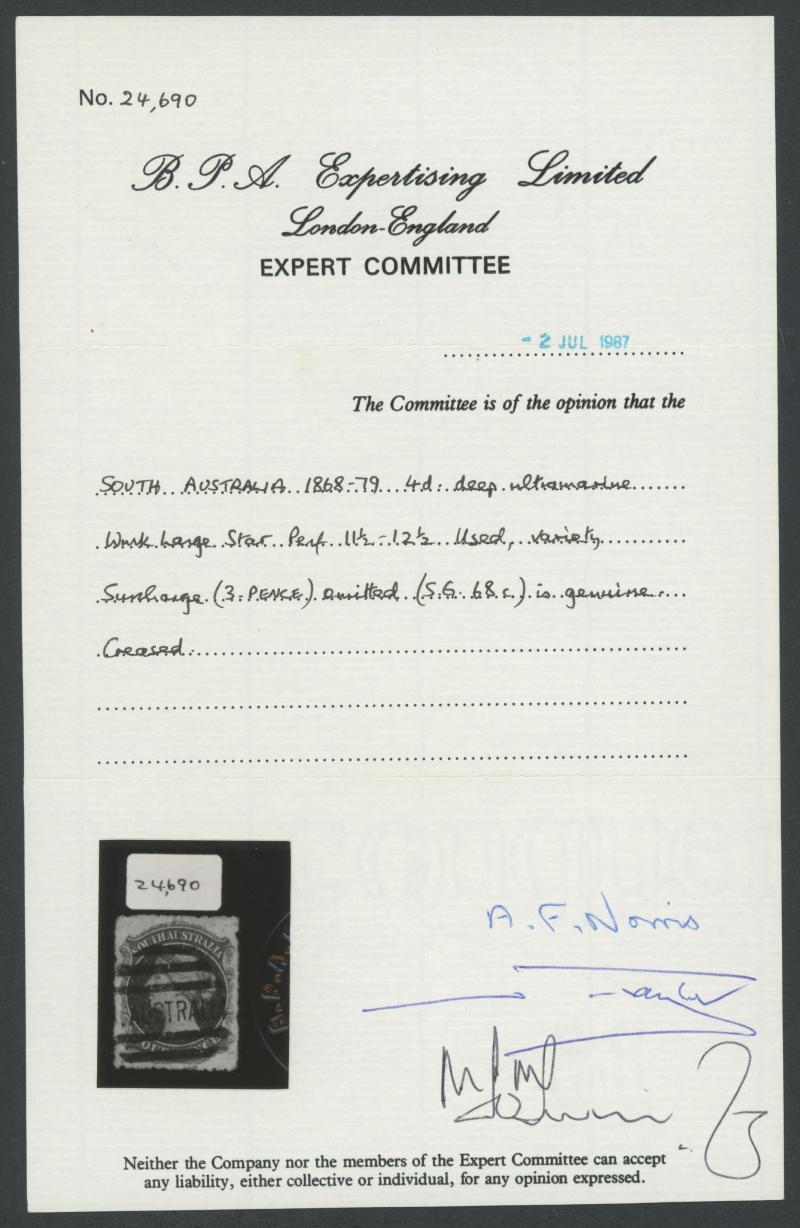 No. 24,690
B. P. A. Expertising Limited
London-England
EXPERT COMMITTEE
- 2 JUL 1987
The Committee is of the opinion that the
SOUTH AUSTRALIA 1868-79 4d. deep ultramarine
Wmk Large Star Perf 11½-12½ Used, variety
Surcharge (3-PENCE) omitted (S.G. 68c) is genuine
Creased.
24,690
SOUTH AUSTRALIA
AUSTRALI
A. F. Norris
Neither the Company nor the members of the Expert Committee can accept
any liability, either collective or individual, for any opinion expressed.